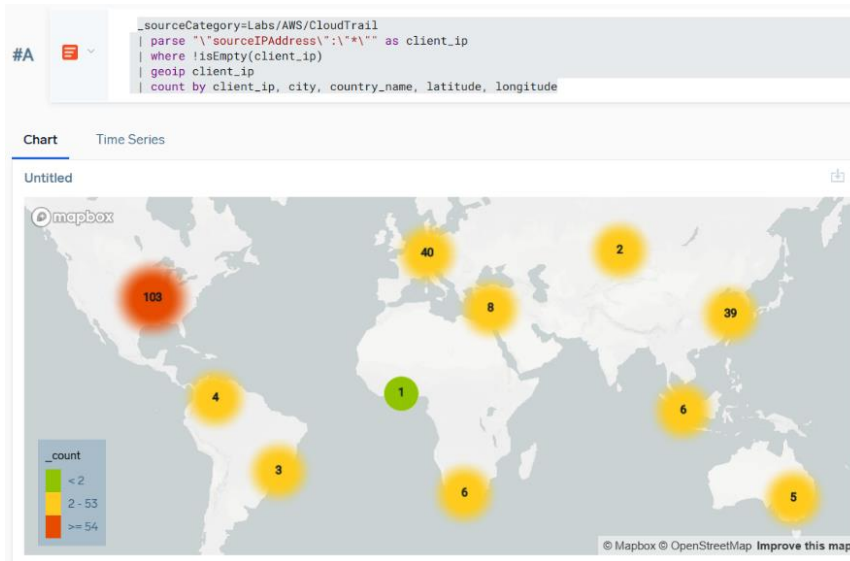 #A
_sourceCategory=Labs/AWS/CloudTrail
| parse "\"sourceIPAddress\":\"*\"" as client_ip
| where !isEmpty(client_ip)
| geoip client_ip
| count by client_ip, city, country_name, latitude, longitude
Chart Time Series
Untitled
mapbox
40
2
103
8
39
4
1
6
3
6
5
_count
< 2
2 - 53
>= 54
© Mapbox © OpenStreetMap Improve this map